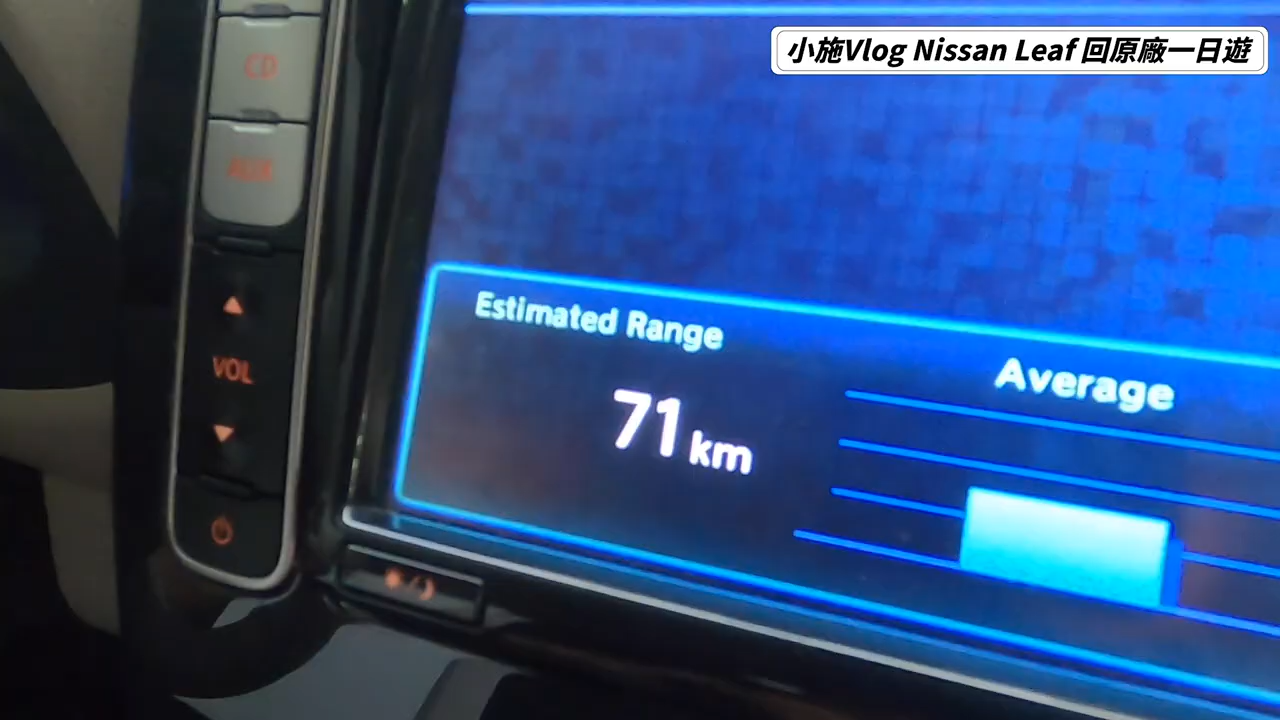 小施Vlog Nissan Leaf 回原廠一日遊
CD
AUX
VOL
Estimated Range
71 km
Average